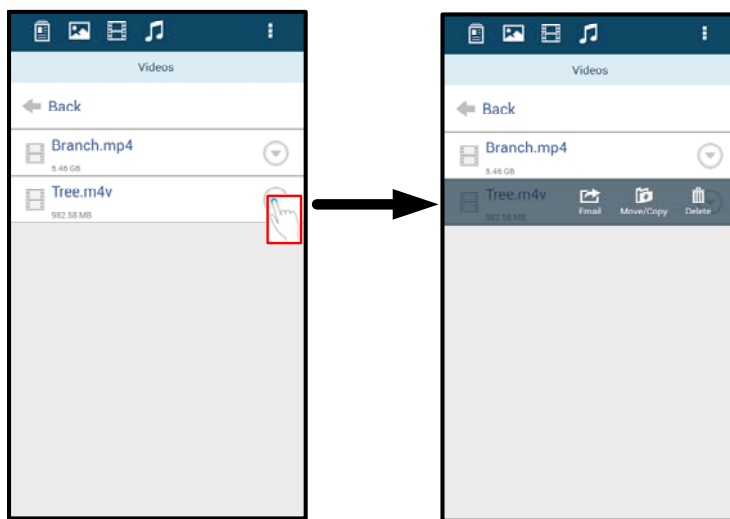 Videos
Back
Branch.mp4
5.46 GB
Tree.m4v
982.58 MB
Videos
Back
Branch.mp4
5.46 GB
Tree.m4v
982.58 MB
Email Move/Copy Delete